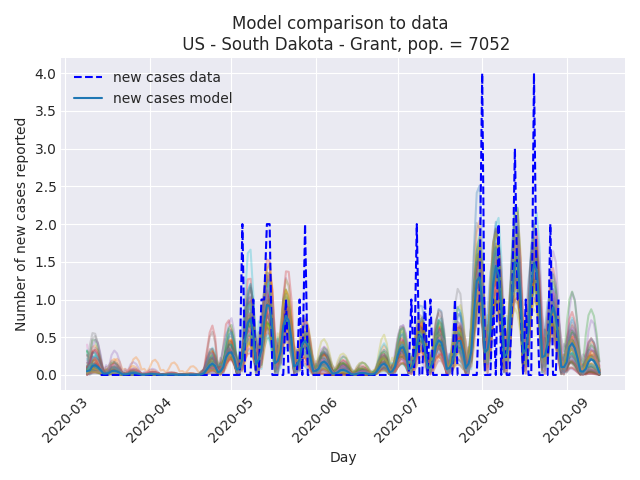 Model comparison to data
US - South Dakota - Grant, pop. = 7052
new cases data
new cases model
Number of new cases reported
4.0
3.5
3.0
2.5
2.0
1.5
1.0
0.5
0.0
2020-03
2020-04
2020-05
2020-06
2020-07
2020-08
2020-09
Day